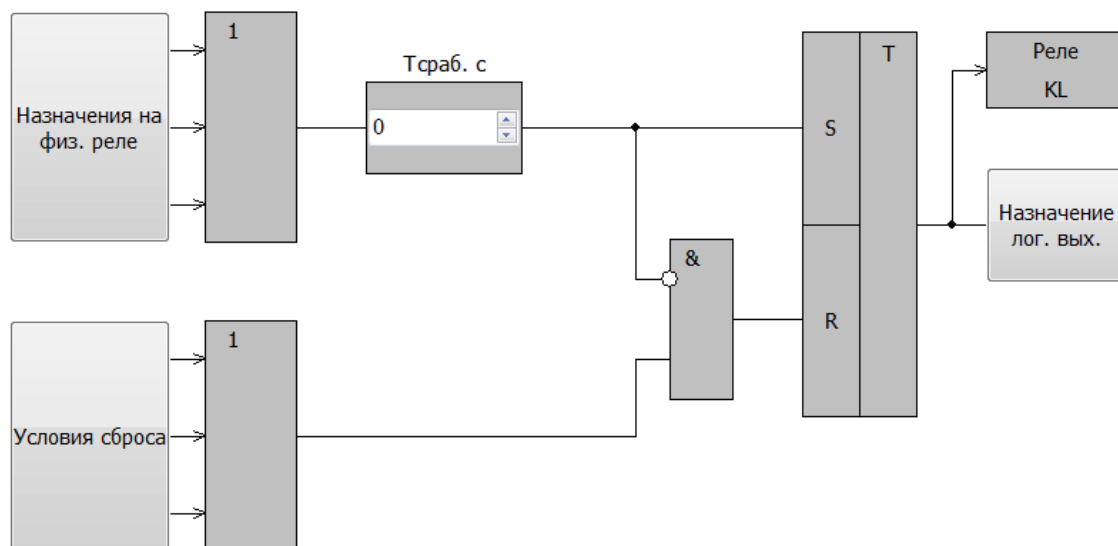 1
Тсраб. с
Назначения на
физ. реле
0
S
T
Реле
KL
Назначение
лог. вых.
&
R
1
Условия сброса